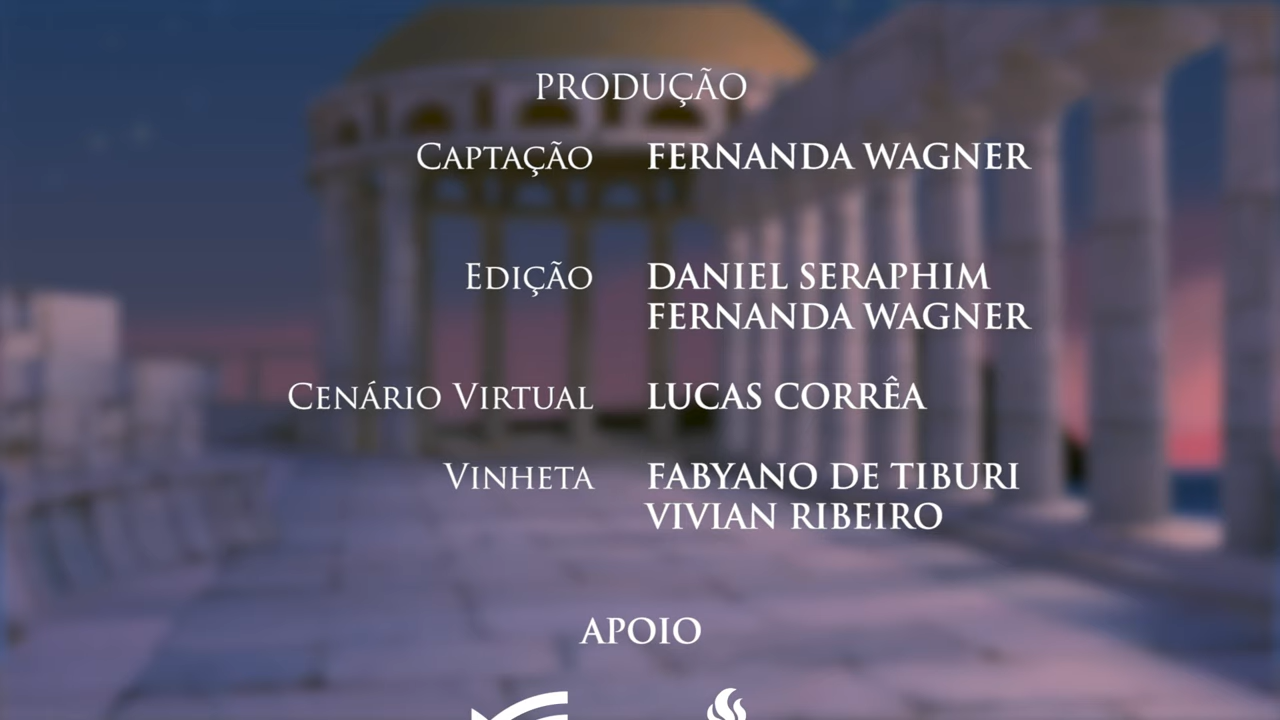 PRODUÇÃO
CAPTAÇÃO FERNANDA WAGNER
EDIÇÃO DANIEL SERAPHIM
FERNANDA WAGNER
CENÁRIO VIRTUAL LUCAS CORRÊA
VINHETA FABYANO DE TIBURI
VIVIAN RIBEIRO
APOIO